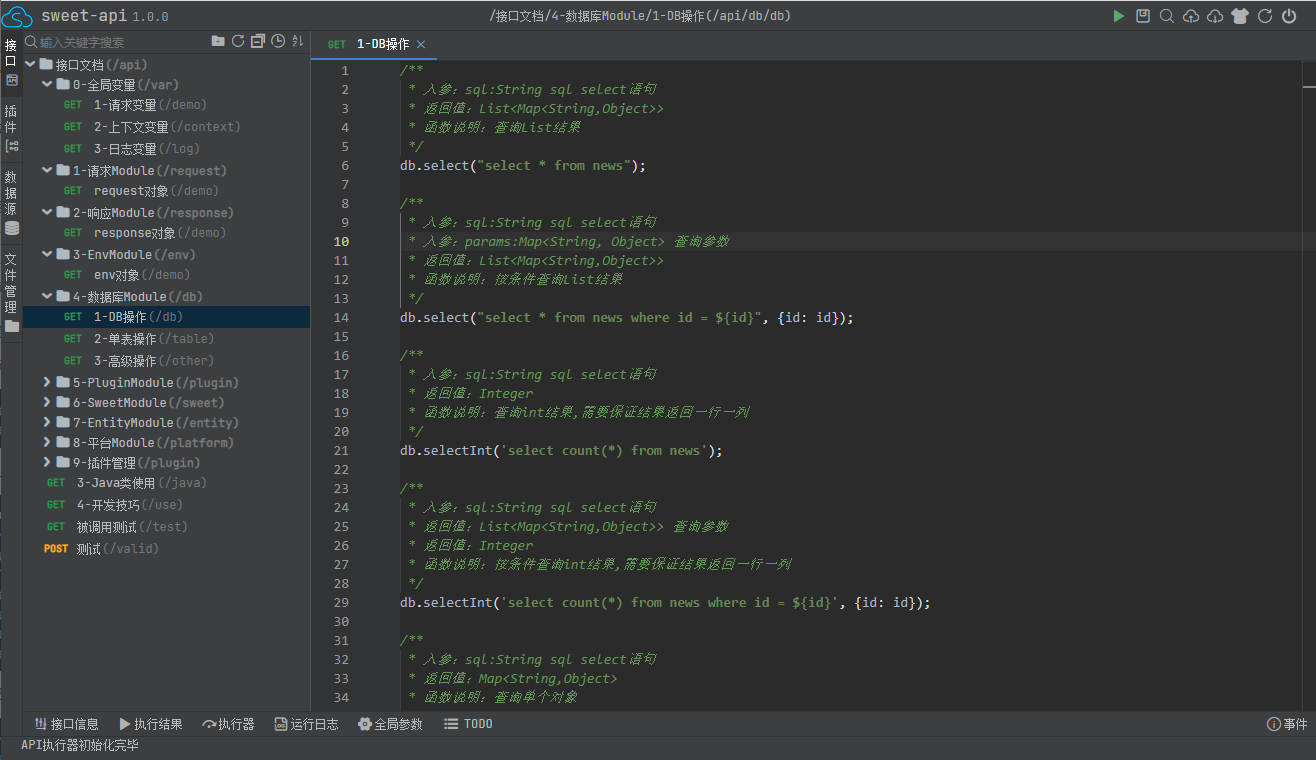 sweet-api 1.0.0
/接口文档/4-数据库Module/1-DB操作(/api/db/db)
接口
插件
数据源
文件管理
输入关键字搜索
接口文档(/api)
0-全局变量(/var)
GET 1-请求变量(/demo)
GET 2-上下文变量(/context)
GET 3-日志变量(/log)
1-请求Module(/request)
GET request对象(/demo)
2-响应Module(/response)
GET response对象(/demo)
3-EnvModule(/env)
GET env对象(/demo)
4-数据库Module(/db)
GET 1-DB操作(/db)
GET 2-单表操作(/table)
GET 3-高级操作(/other)
5-PluginModule(/plugin)
6-SweetModule(/sweet)
7-EntityModule(/entity)
8-平台Module(/platform)
9-插件管理(/plugin)
GET 3-Java类使用(/java)
GET 4-开发技巧(/use)
GET 被调用测试(/test)
POST 测试(/valid)
GET 1-DB操作
1 /**
2 * 入参：sql:String sql select语句
3 * 返回值：List<Map<String,Object>>
4 * 函数说明：查询List结果
5 */
6 db.select("select * from news");
7
8 /**
9 * 入参：sql:String sql select语句
10 * 入参：params:Map<String, Object> 查询参数
11 * 返回值：List<Map<String,Object>>
12 * 函数说明：按条件查询List结果
13 */
14 db.select("select * from news where id = ${id}", {id: id});
15
16 /**
17 * 入参：sql:String sql select语句
18 * 返回值：Integer
19 * 函数说明：查询int结果,需要保证结果返回一行一列
20 */
21 db.selectInt('select count(*) from news');
22
23 /**
24 * 入参：sql:String sql select语句
25 * 返回值：List<Map<String,Object>> 查询参数
26 * 返回值：Integer
27 * 函数说明：按条件查询int结果,需要保证结果返回一行一列
28 */
29 db.selectInt('select count(*) from news where id = ${id}', {id: id});
30
31 /**
32 * 入参：sql:String sql select语句
33 * 返回值：Map<String,Object>
34 * 函数说明：查询单个对象
接口信息 执行结果 执行器 运行日志 全局参数 TODO 事件
API执行器初始化完毕